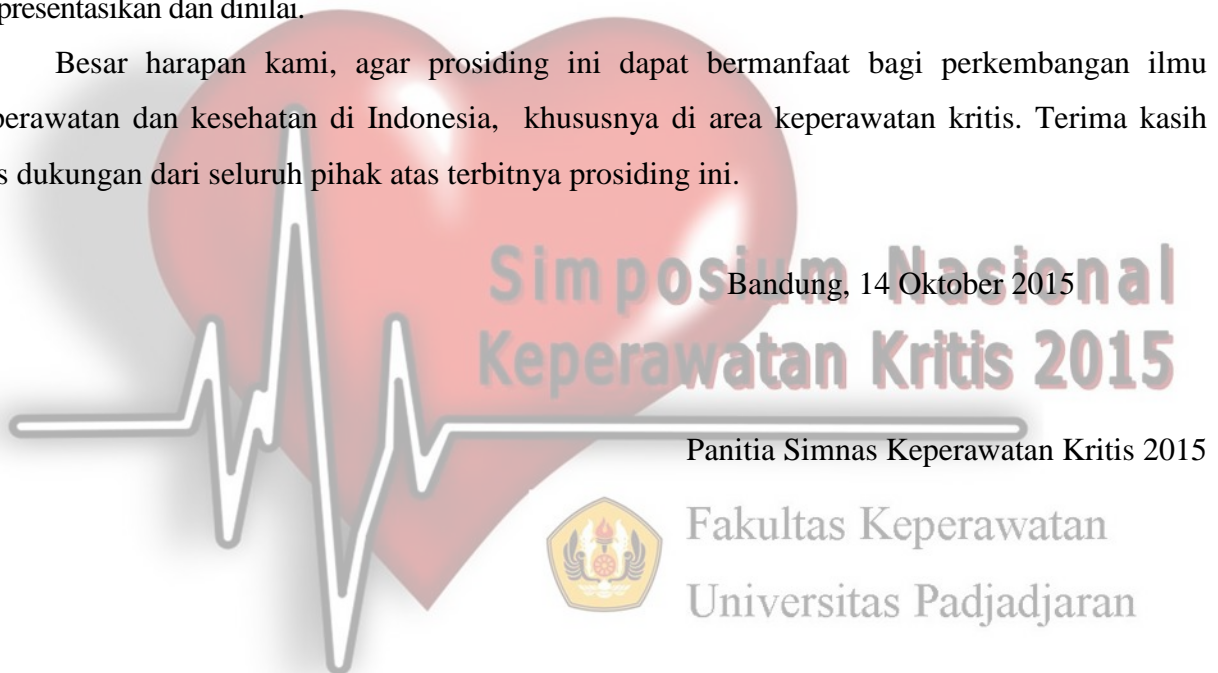 presentasikan dan dinilai.
Besar harapan kami, agar prosiding ini dapat bermanfaat bagi perkembangan ilmu
perawatan dan kesehatan di Indonesia, khususnya di area keperawatan kritis. Terima kasih
s dukungan dari seluruh pihak atas terbitnya prosiding ini.
Simposium Nasional
Bandung, 14 Oktober 2015
Keperawatan Kritis 2015
Panitia Simnas Keperawatan Kritis 2015
Fakultas Keperawatan
Universitas Padjadjaran